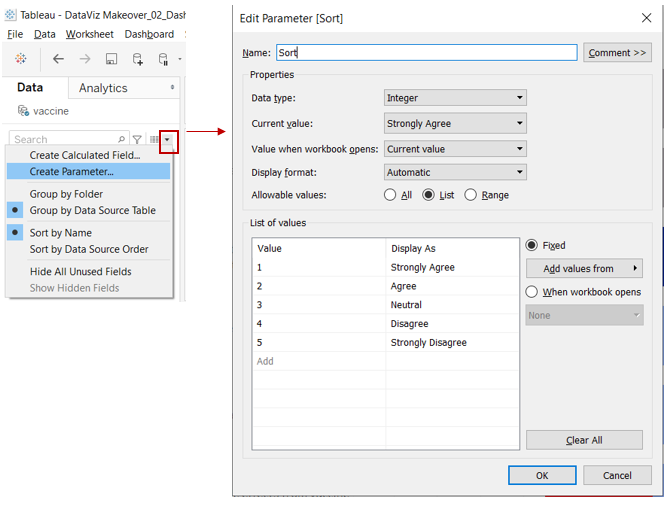 Tableau - DataViz Makeover_02_Dash
File Data Worksheet Dashboard
Data Analytics
vaccine
Search
Create Calculated Field...
Create Parameter...
Group by Folder
Group by Data Source Table
Sort by Name
Sort by Data Source Order
Hide All Unused Fields
Show Hidden Fields
Edit Parameter [Sort]
Name: Sort Comment >>
Properties
Data type: Integer
Current value: Strongly Agree
Value when workbook opens: Current value
Display format: Automatic
Allowable values: All List Range
List of values
Value Display As
1 Strongly Agree
2 Agree
3 Neutral
4 Disagree
5 Strongly Disagree
Add
Fixed
Add values from
When workbook opens
None
Clear All
OK Cancel